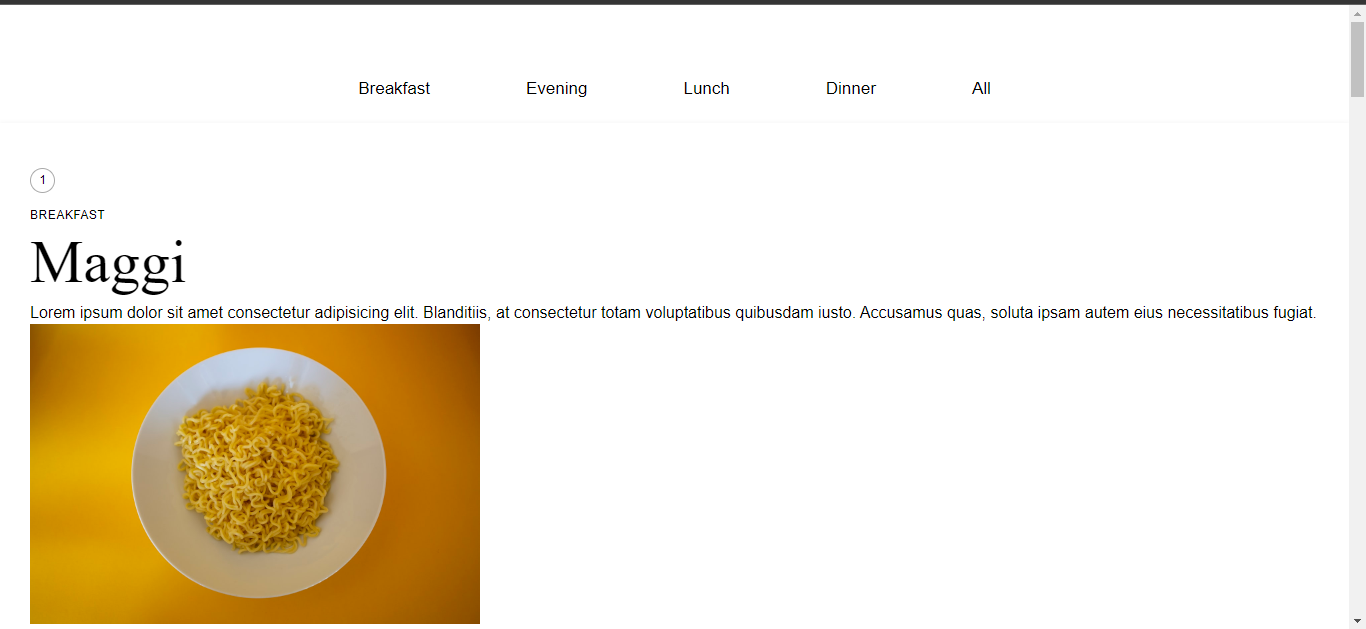 Breakfast Evening Lunch Dinner All
1
BREAKFAST
Maggi
Lorem ipsum dolor sit amet consectetur adipisicing elit. Blanditiis, at consectetur totam voluptatibus quibusdam iusto. Accusamus quas, soluta ipsam autem eius necessitatibus fugiat.